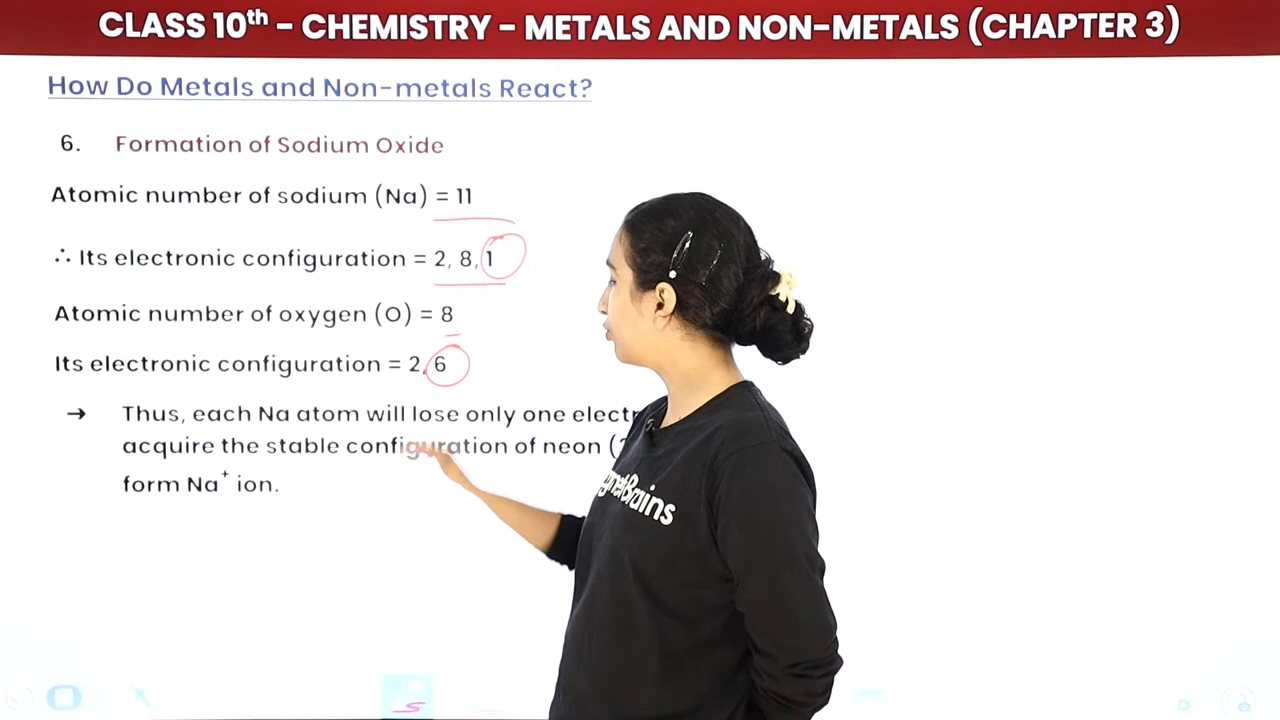 CLASS 10th - CHEMISTRY - METALS AND NON-METALS (CHAPTER 3)
How Do Metals and Non-metals React?
6. Formation of Sodium Oxide
Atomic number of sodium (Na) = 11
∴ Its electronic configuration = 2, 8, 1
Atomic number of oxygen (O) = 8
Its electronic configuration = 2, 6
→ Thus, each Na atom will lose only one
acquire the stable configuration of neon
form Na⁺ ion.
Brains